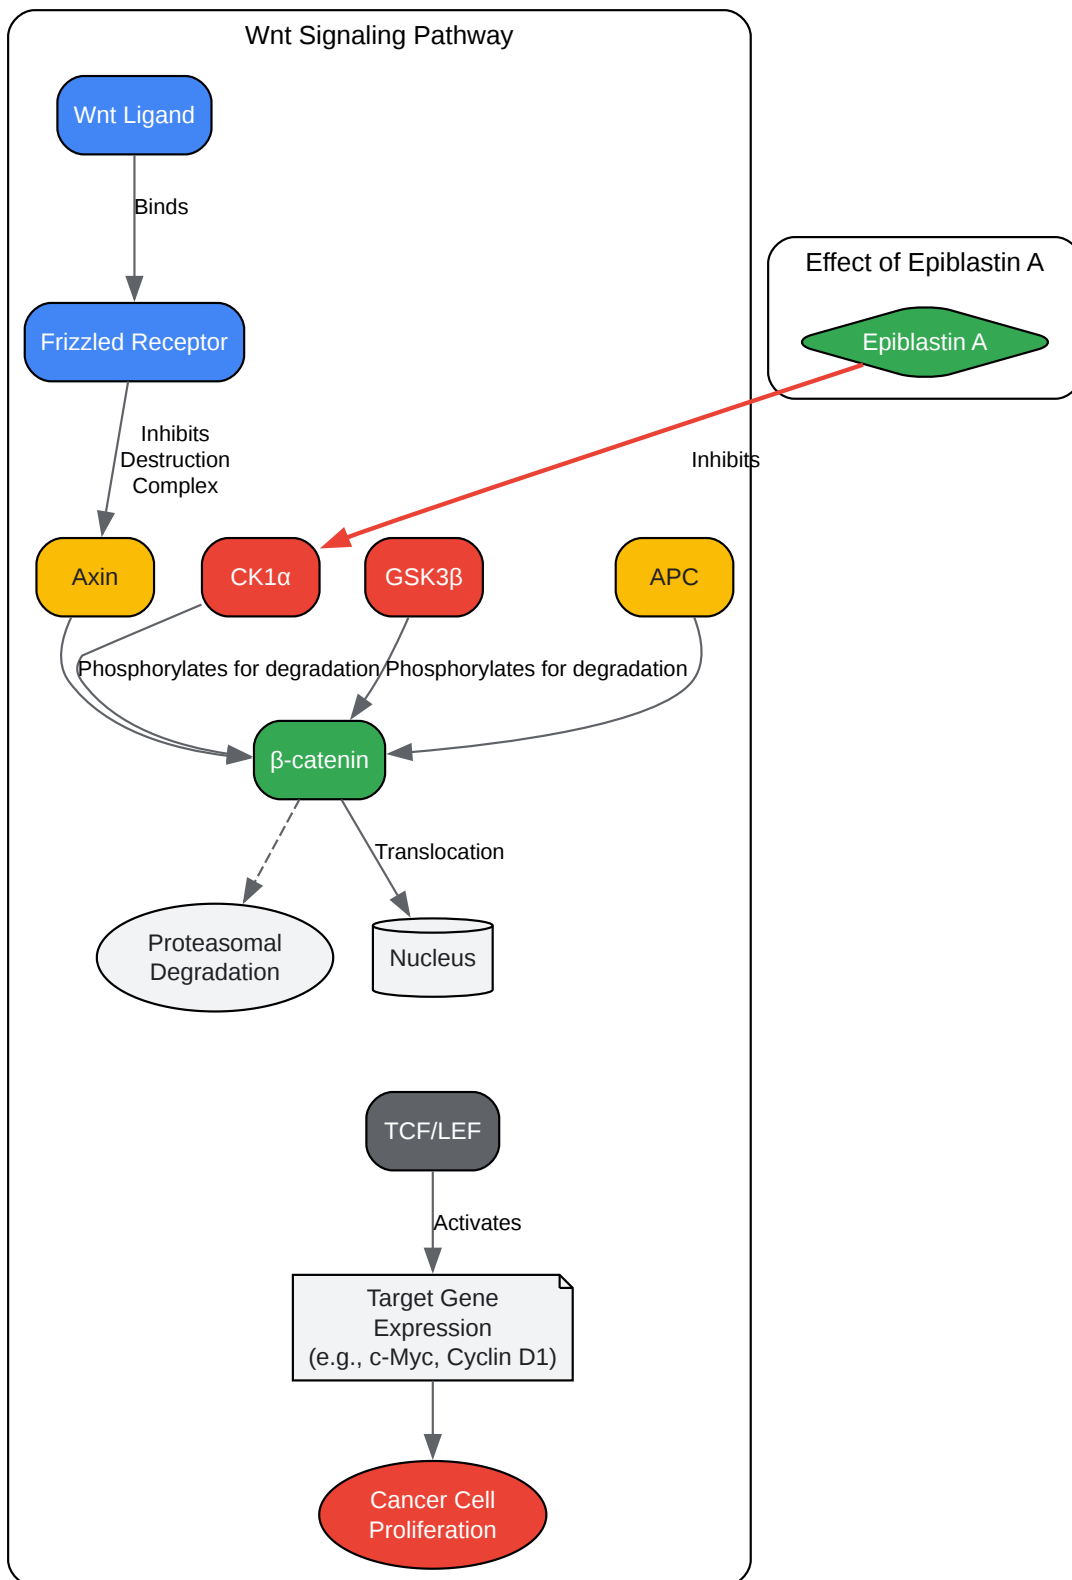 Wnt Signaling Pathway
Wnt Ligand
Binds
Effect of Epiblastin A
Frizzled Receptor
Epiblastin A
Inhibits
Destruction
Complex
Inhibits
Axin
CK1α
GSK3β
APC
Phosphorylates for degradation
Phosphorylates for degradation
β-catenin
Translocation
Proteasomal
Degradation
Nucleus
TCF/LEF
Activates
Target Gene
Expression
(e.g., c-Myc, Cyclin D1)
Cancer Cell
Proliferation